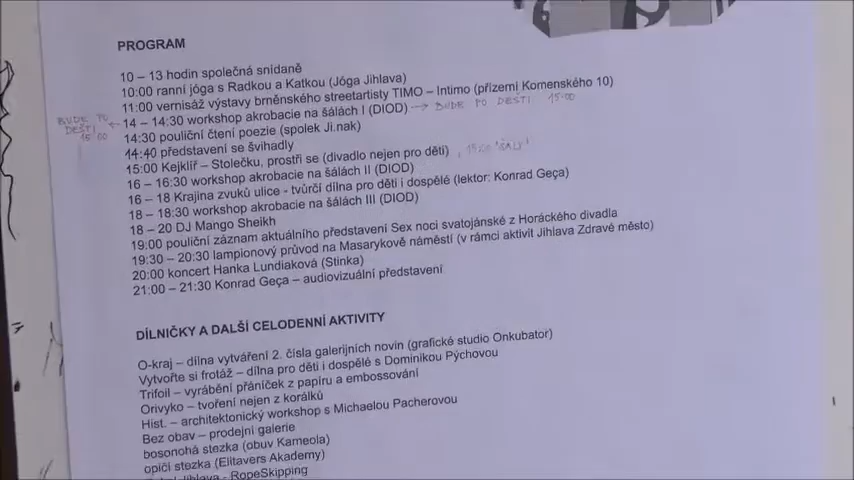 PROGRAM
10 – 13 hodin společná snídaně
10:00 ranní jóga s Radkou a Katkou (Jóga Jihlava)
11:00 vernisáž výstavy brněnského streetartisty TIMO – Intimo (přízemí Komenského 10)
BUDE PO DEŠTI 15:00 ← 14 – 14:30 workshop akrobacie na šálách I (DIOD) → BUDE PO DEŠTI 15:00
14:30 pouliční čtení poezie (spolek Ji.nak)
14:40 představení se švihadly
15:00 Kejklíř – Stolečku, prostři se (divadlo nejen pro děti) , 15:00 "ŠÁLY"
16 – 16:30 workshop akrobacie na šálách II (DIOD)
16 – 18 Krajina zvuků ulice - tvůrčí dílna pro děti i dospělé (lektor: Konrad Geça)
18 – 18:30 workshop akrobacie na šálách III (DIOD)
18 – 20 DJ Mango Sheikh
19:00 pouliční záznam aktuálního představení Sex noci svatojánské z Horáckého divadla
19:30 – 20:30 lampionový průvod na Masarykově náměstí (v rámci aktivit Jihlava Zdravé město)
20:00 koncert Hanka Lundiaková (Stinka)
21:00 – 21:30 Konrad Geça – audiovizuální představení
DÍLNIČKY A DALŠÍ CELODENNÍ AKTIVITY
O-kraj – dílna vytváření 2. čísla galerijních novin (grafické studio Onkubator)
Vytvořte si frotáž – dílna pro děti i dospělé s Dominikou Pýchovou
Trifoil – vyrábění přáníček z papíru a embossování
Orivyko – tvoření nejen z korálků
Hist. – architektonický workshop s Michaelou Pacherovou
Bez obav – prodejní galerie
bosonohá stezka (obuv Kameola)
opičí stezka (Elitavers Akademy)
Jihlava - RopeSkipping